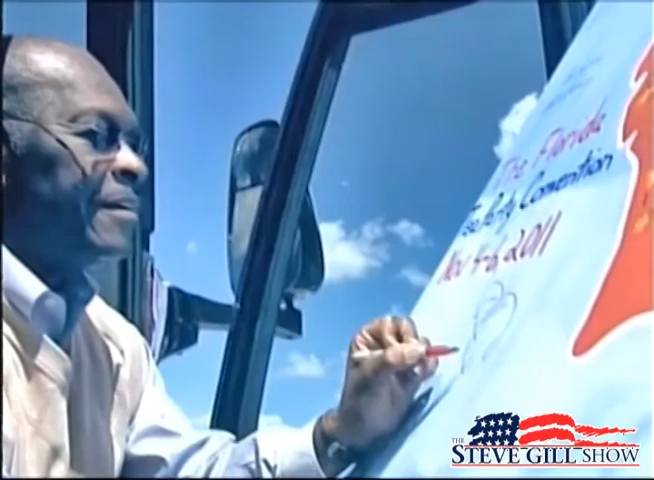 The Florida
Tea Party Convention
Nov 4-6, 2011
THE
STEVE GILL SHOW